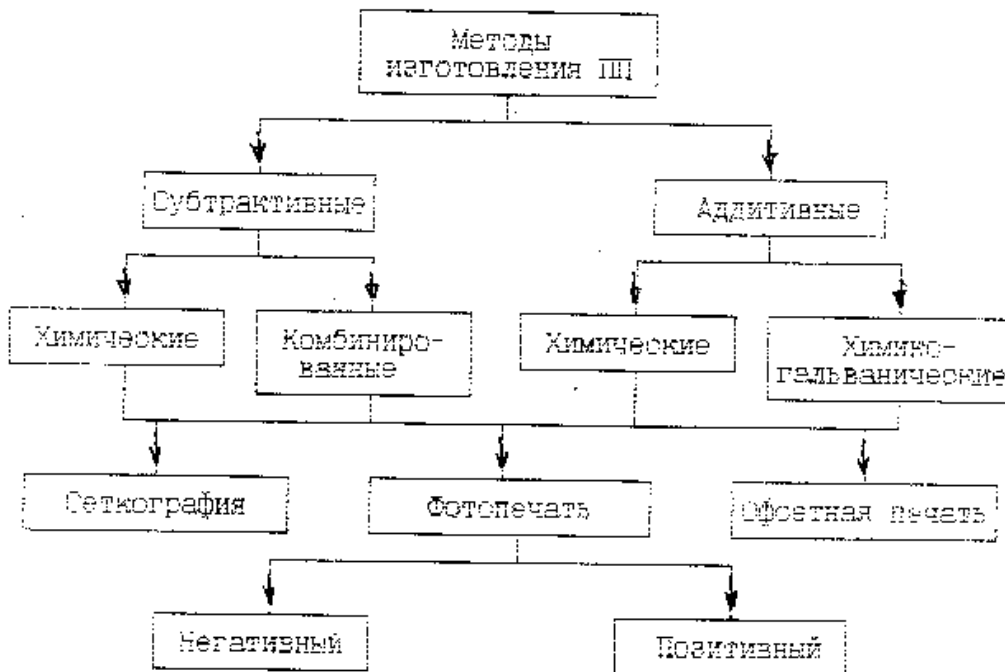 Методы
изготовления ПП
Субтрактивные
Аддитивные
Химические
Комбиниро-
ванные
Химические
Химико-
гальванические
Сеткография
Фотопечать
Офсетная печать
Негативный
Позитивный